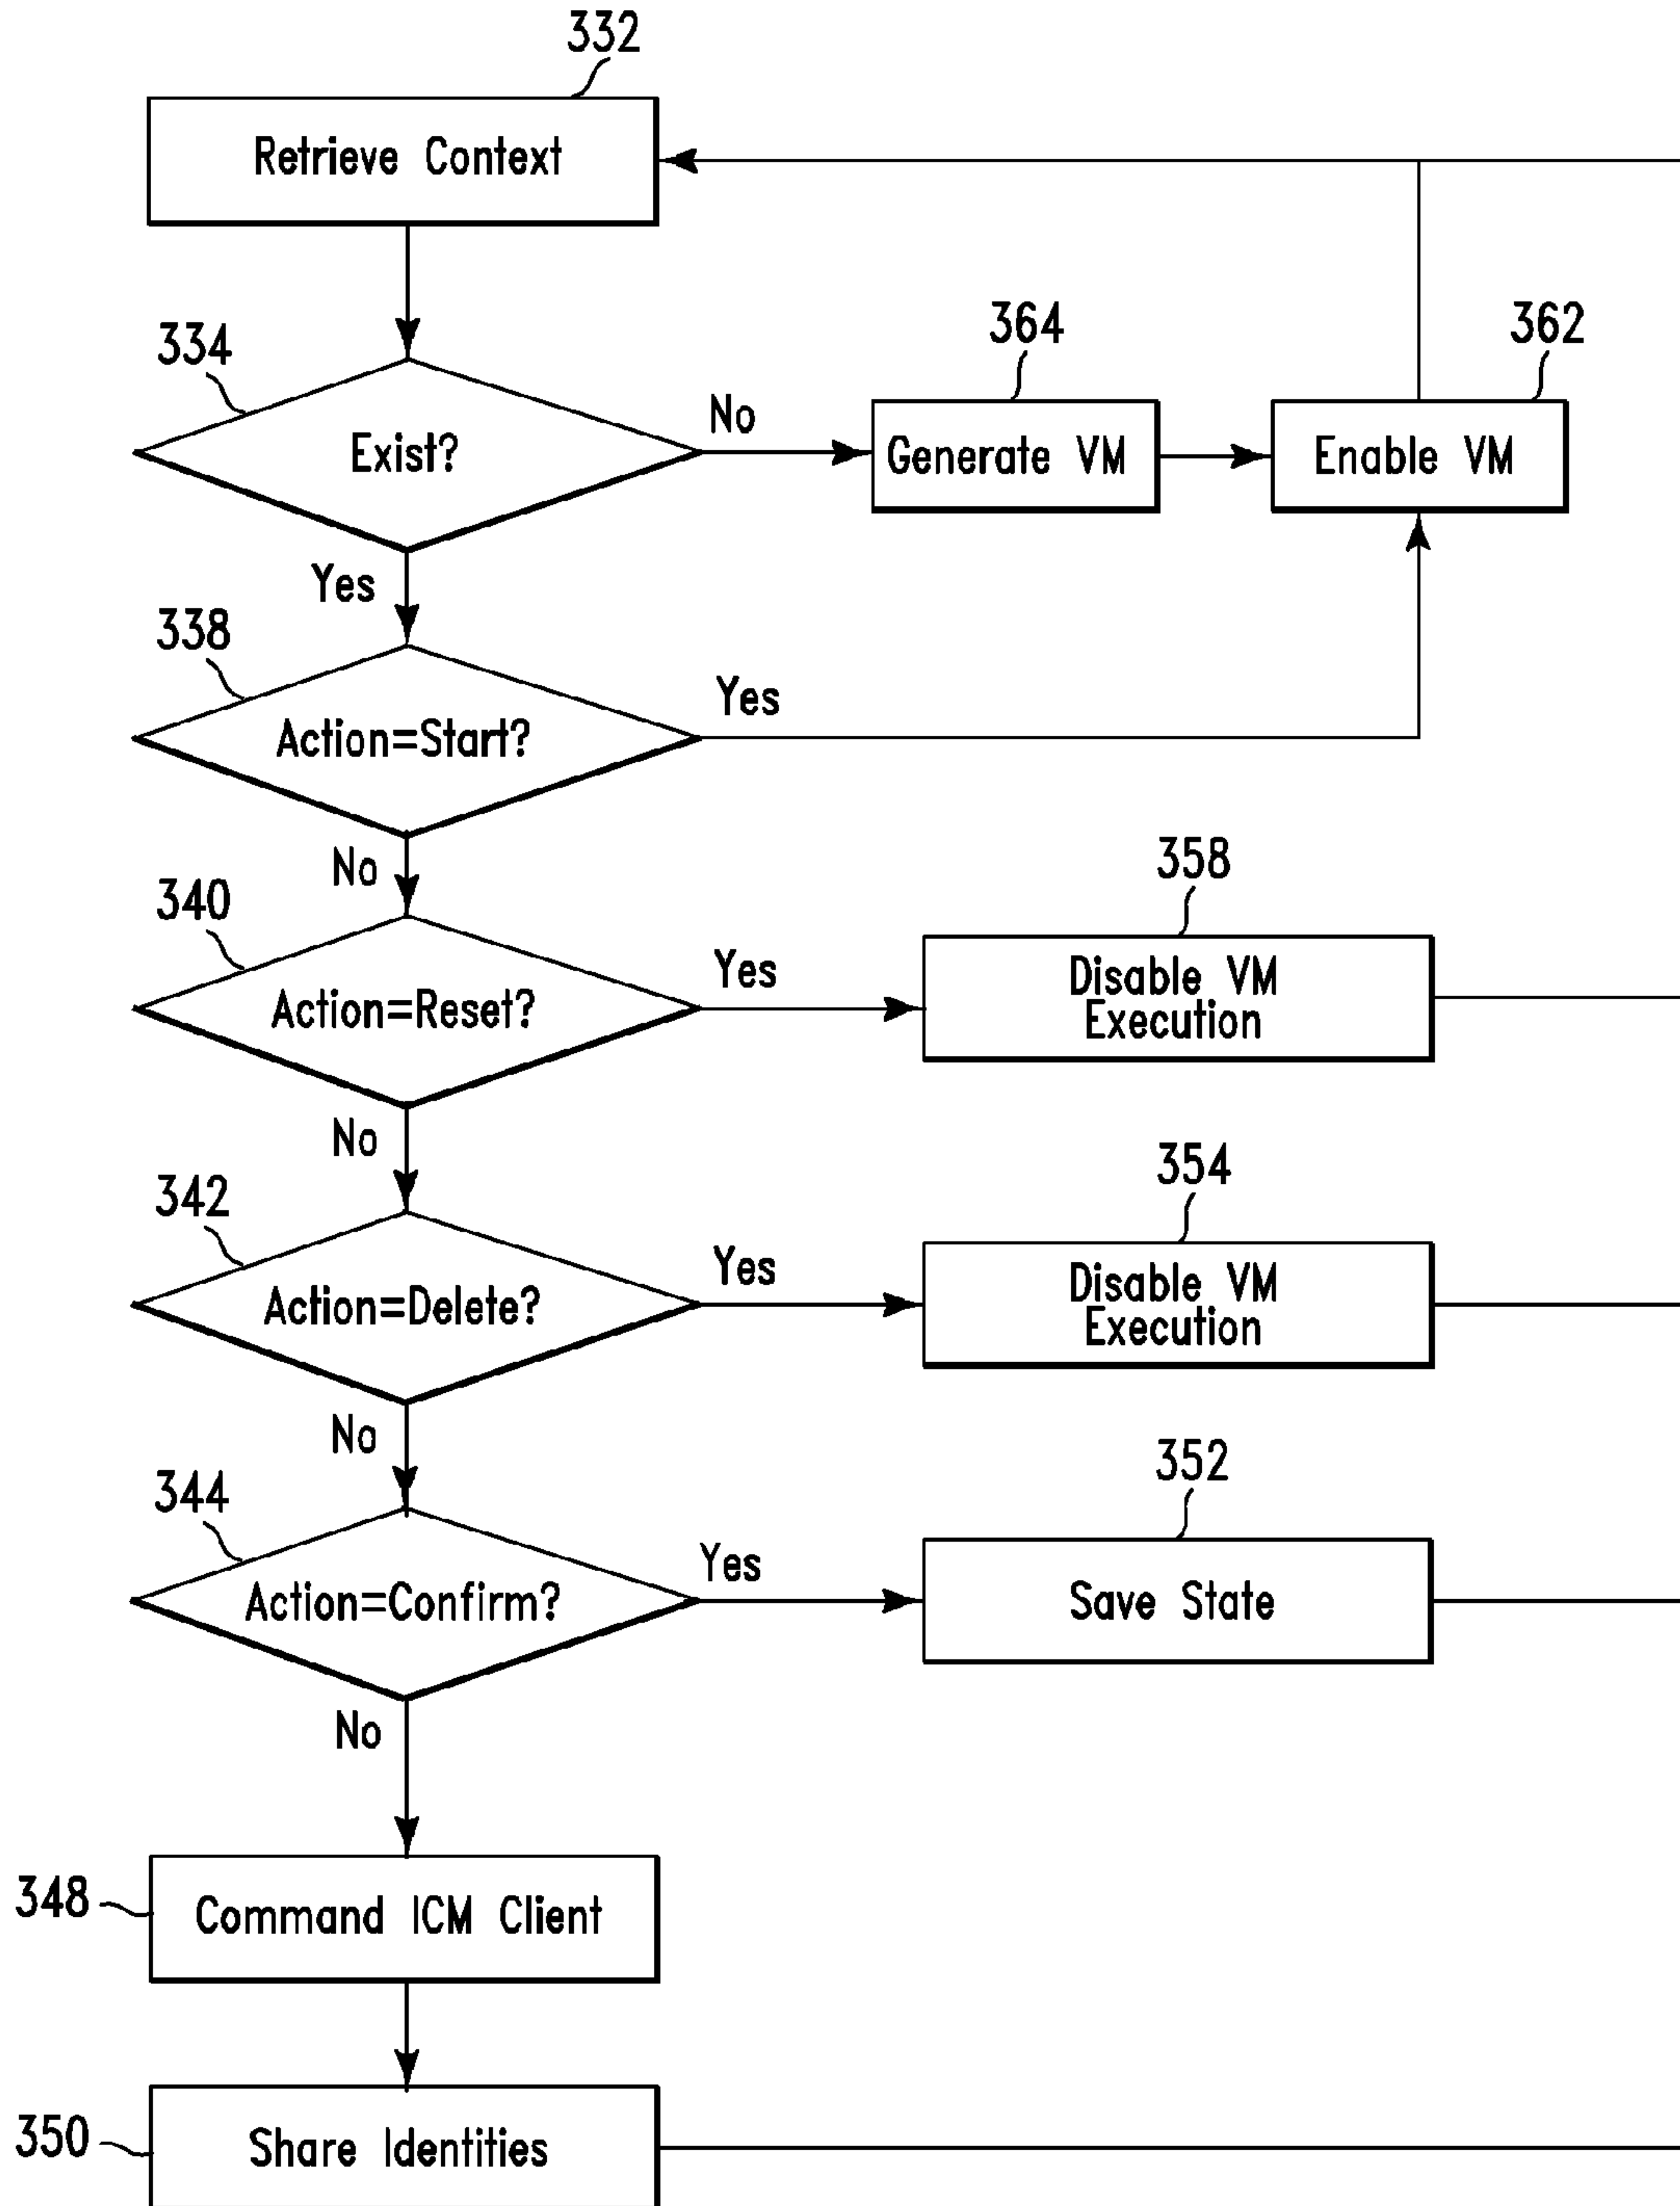 332
Retrieve Context
334
Exist?
No
364
Generate VM
362
Enable VM
Yes
338
Action=Start?
Yes
No
340
Action=Reset?
Yes
358
Disable VM
Execution
No
342
Action=Delete?
Yes
354
Disable VM
Execution
No
344
Action=Confirm?
Yes
352
Save State
No
348
Command ICM Client
350
Share Identities